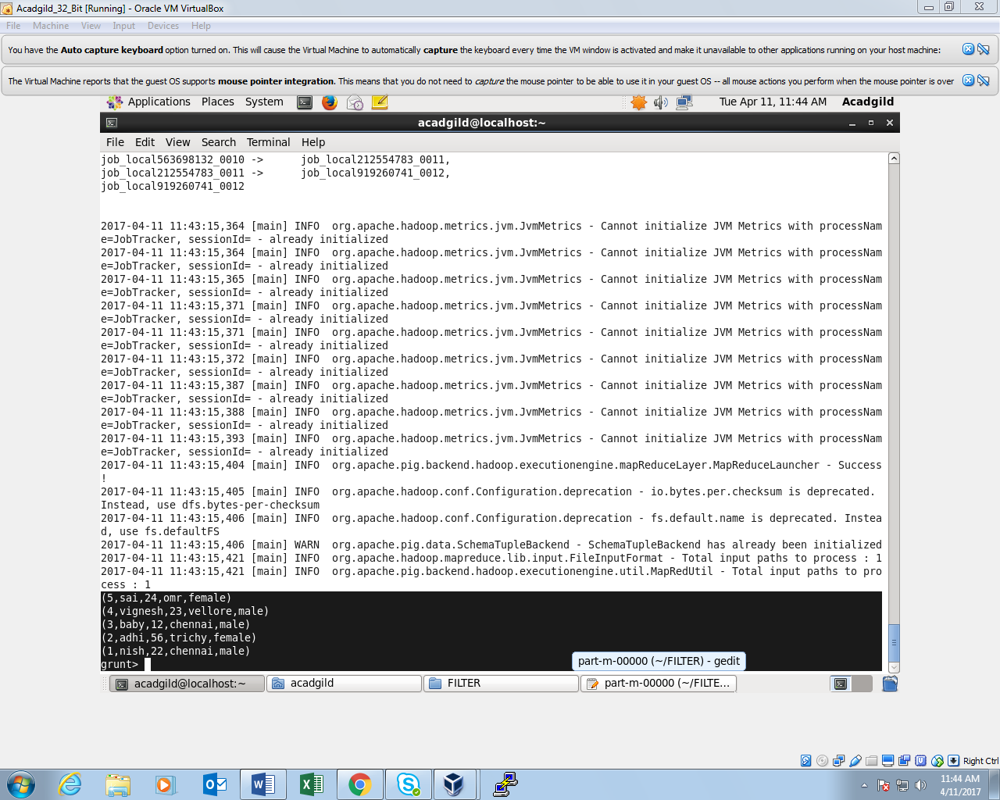 Acadgild_32_Bit [Running] - Oracle VM VirtualBox
File Machine View Input Devices Help
You have the Auto capture keyboard option turned on. This will cause the Virtual Machine to automatically capture the keyboard every time the VM window is activated and make it unavailable to other applications running on your host machine:
The Virtual Machine reports that the guest OS supports mouse pointer integration. This means that you do not need to capture the mouse pointer to be able to use it in your guest OS -- all mouse actions you perform when the mouse pointer is over
Applications Places System Tue Apr 11, 11:44 AM Acadgild
acadgild@localhost:~
File Edit View Search Terminal Help
job_local563698132_0010 -> job_local212554783_0011,
job_local212554783_0011 -> job_local919260741_0012,
job_local919260741_0012
2017-04-11 11:43:15,364 [main] INFO org.apache.hadoop.metrics.jvm.JvmMetrics - Cannot initialize JVM Metrics with processNam
e=JobTracker, sessionId= - already initialized
2017-04-11 11:43:15,364 [main] INFO org.apache.hadoop.metrics.jvm.JvmMetrics - Cannot initialize JVM Metrics with processNam
e=JobTracker, sessionId= - already initialized
2017-04-11 11:43:15,365 [main] INFO org.apache.hadoop.metrics.jvm.JvmMetrics - Cannot initialize JVM Metrics with processNam
e=JobTracker, sessionId= - already initialized
2017-04-11 11:43:15,371 [main] INFO org.apache.hadoop.metrics.jvm.JvmMetrics - Cannot initialize JVM Metrics with processNam
e=JobTracker, sessionId= - already initialized
2017-04-11 11:43:15,371 [main] INFO org.apache.hadoop.metrics.jvm.JvmMetrics - Cannot initialize JVM Metrics with processNam
e=JobTracker, sessionId= - already initialized
2017-04-11 11:43:15,372 [main] INFO org.apache.hadoop.metrics.jvm.JvmMetrics - Cannot initialize JVM Metrics with processNam
e=JobTracker, sessionId= - already initialized
2017-04-11 11:43:15,387 [main] INFO org.apache.hadoop.metrics.jvm.JvmMetrics - Cannot initialize JVM Metrics with processNam
e=JobTracker, sessionId= - already initialized
2017-04-11 11:43:15,388 [main] INFO org.apache.hadoop.metrics.jvm.JvmMetrics - Cannot initialize JVM Metrics with processNam
e=JobTracker, sessionId= - already initialized
2017-04-11 11:43:15,393 [main] INFO org.apache.hadoop.metrics.jvm.JvmMetrics - Cannot initialize JVM Metrics with processNam
e=JobTracker, sessionId= - already initialized
2017-04-11 11:43:15,404 [main] INFO org.apache.pig.backend.hadoop.executionengine.mapReduceLayer.MapReduceLauncher - Success
!
2017-04-11 11:43:15,405 [main] INFO org.apache.hadoop.conf.Configuration.deprecation - io.bytes.per.checksum is deprecated.
Instead, use dfs.bytes-per-checksum
2017-04-11 11:43:15,406 [main] INFO org.apache.hadoop.conf.Configuration.deprecation - fs.default.name is deprecated. Instea
d, use fs.defaultFS
2017-04-11 11:43:15,406 [main] WARN org.apache.pig.data.SchemaTupleBackend - SchemaTupleBackend has already been initialized
2017-04-11 11:43:15,421 [main] INFO org.apache.hadoop.mapreduce.lib.input.FileInputFormat - Total input paths to process : 1
2017-04-11 11:43:15,421 [main] INFO org.apache.pig.backend.hadoop.executionengine.util.MapRedUtil - Total input paths to pro
cess : 1
(5,sai,24,omr,female)
(4,vignesh,23,vellore,male)
(3,baby,12,chennai,male)
(2,adhi,56,trichy,female)
(1,nish,22,chennai,male)
grunt>
part-m-00000 (~/FILTER) - gedit
acadgild@localhost:~ acadgild FILTER part-m-00000 (~/FILTE...
Right Ctrl
11:44 AM
4/11/2017